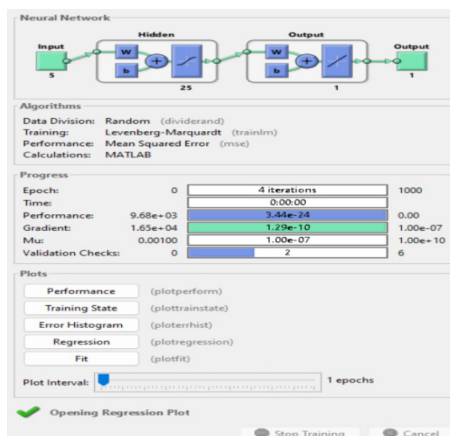 Neural Network
Hidden
Output
Input
Output
W
b
W
b
5
25
1
1
Algorithms
Data Division: Random (dividerand)
Training: Levenberg-Marquardt (trainlm)
Performance: Mean Squared Error (mse)
Calculations: MATLAB
Progress
Epoch: 0 4 iterations 1000
Time: 0:00:00
Performance: 9.68e+03 3.44e-24 0.00
Gradient: 1.65e+04 1.29e-10 1.00e-07
Mu: 0.00100 1.00e-07 1.00e+10
Validation Checks: 0 2 6
Plots
Performance (plotperform)
Training State (plottrainstate)
Error Histogram (ploterrhist)
Regression (plotregression)
Fit (plotfit)
Plot Interval: 1 epochs
Opening Regression Plot
Stop Training Cancel